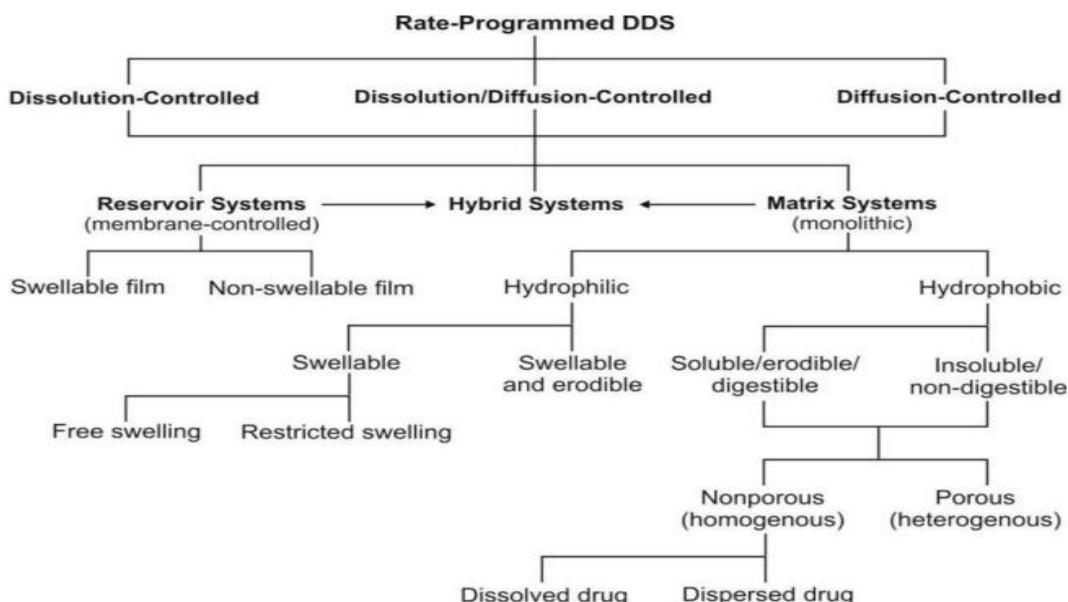 Rate-Programmed DDS
Dissolution-Controlled
Dissolution/Diffusion-Controlled
Diffusion-Controlled
Reservoir Systems
(membrane-controlled)
Hybrid Systems
Matrix Systems
(monolithic)
Swellable film
Non-swellable film
Hydrophilic
Hydrophobic
Swellable
Swellable
and erodible
Soluble/erodible/
digestible
Insoluble/
non-digestible
Free swelling
Restricted swelling
Nonporous
(homogenous)
Porous
(heterogenous)
Dissolved drug
Dispersed drug